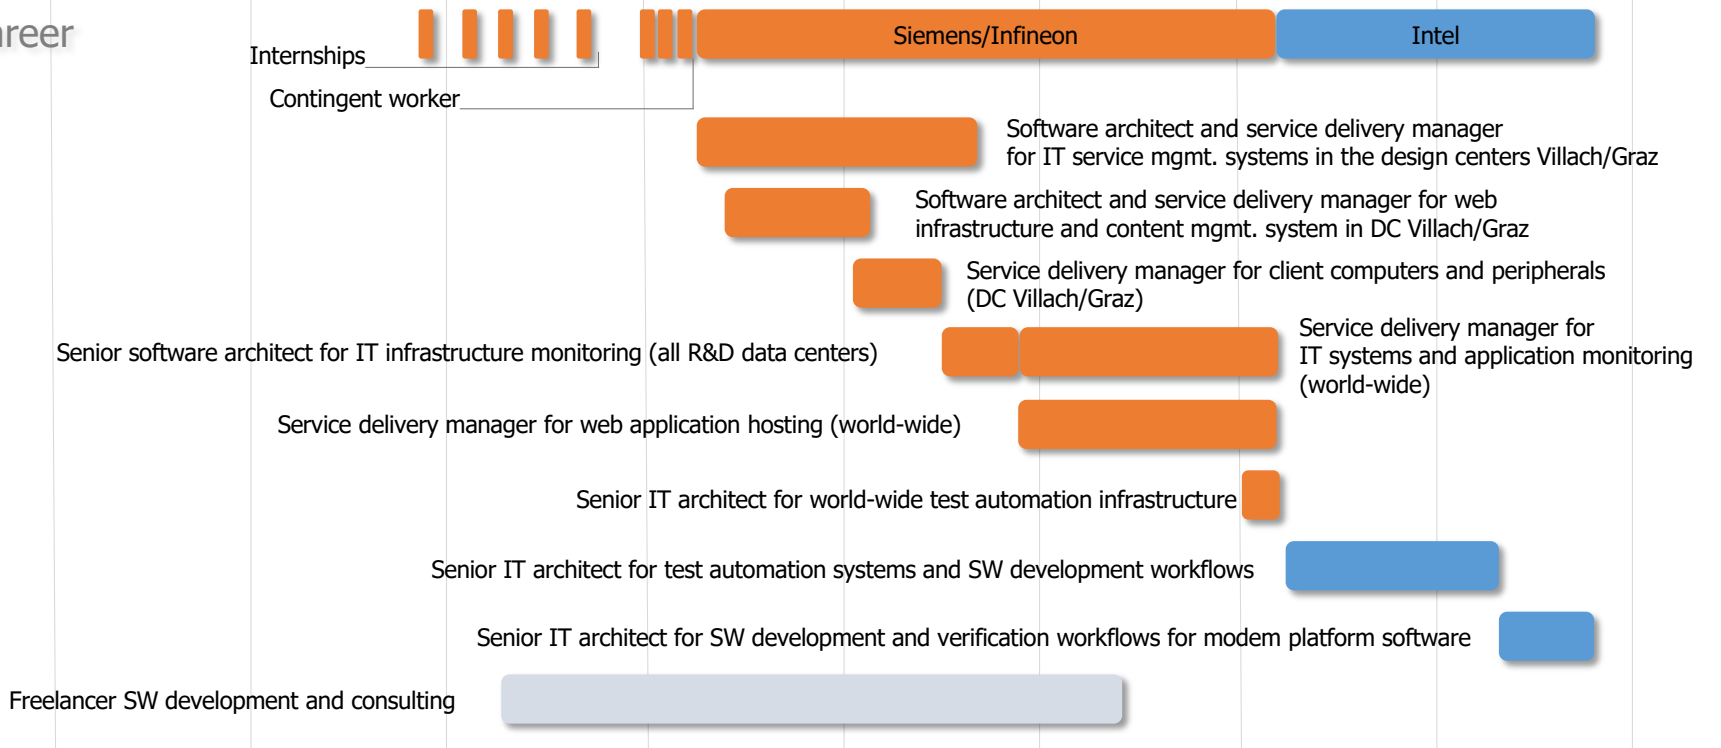 areer
Siemens/Infineon
Intel
Internships
Contingent worker
Software architect and service delivery manager
for IT service mgmt. systems in the design centers Villach/Graz
Software architect and service delivery manager for web
infrastructure and content mgmt. system in DC Villach/Graz
Service delivery manager for client computers and peripherals
(DC Villach/Graz)
Senior software architect for IT infrastructure monitoring (all R&D data centers)
Service delivery manager for
IT systems and application monitoring
(world-wide)
Service delivery manager for web application hosting (world-wide)
Senior IT architect for world-wide test automation infrastructure
Senior IT architect for test automation systems and SW development workflows
Senior IT architect for SW development and verification workflows for modem platform software
Freelancer SW development and consulting